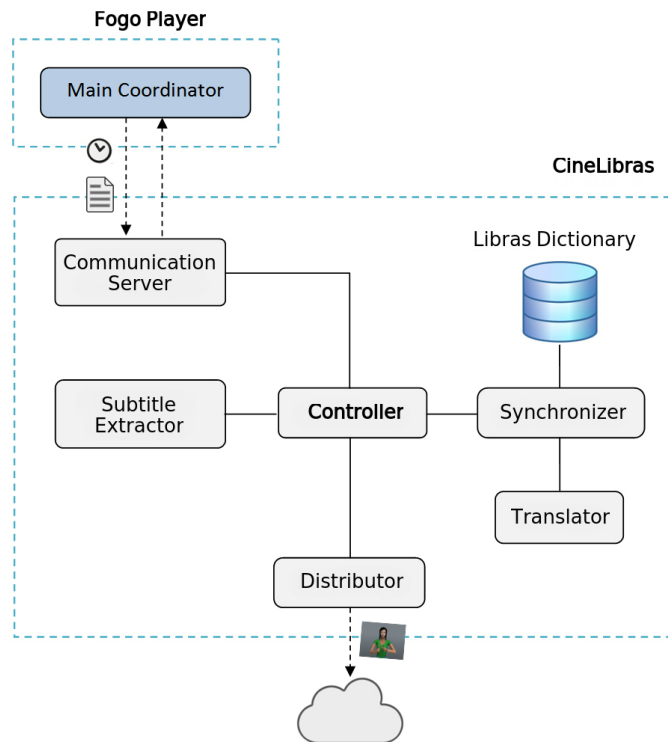 Fogo Player
Main Coordinator
CineLibras
Communication
Server
Libras Dictionary
Subtitle
Extractor
Controller
Synchronizer
Translator
Distributor